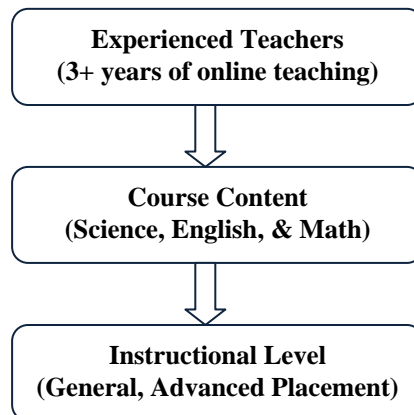 Experienced Teachers
(3+ years of online teaching)
Course Content
(Science, English, & Math)
Instructional Level
(General, Advanced Placement)